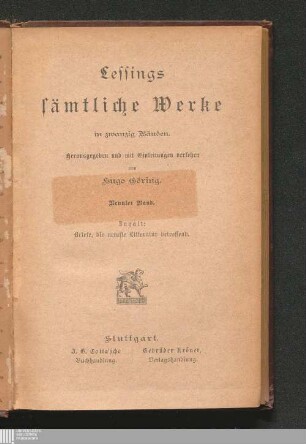 Lessings
sämtliche Werke
in zwanzig Bänden.
Herausgegeben und mit Einleitungen versehen
von
Hugo Göring.
Neunter Band.
Inhalt:
Briefe, die neueste Litteratur betreffend.
Stuttgart.
J. G. Cotta'sche Gebrüder Kröner,
Buchhandlung. Verlagshandlung.